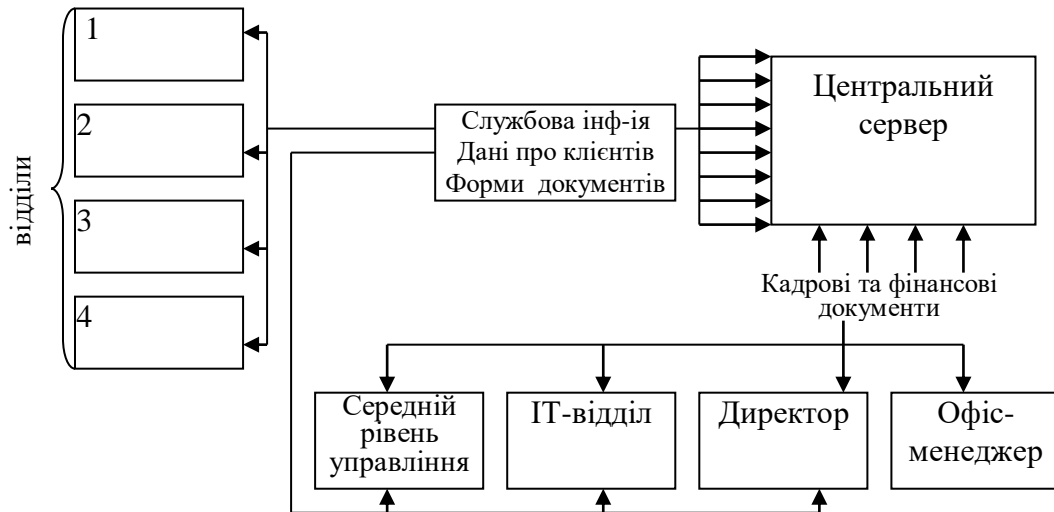 відділи
1
2
3
4
Службова інф-ія
Дані про клієнтів
Форми документів
Центральний
сервер
Кадрові та фінансові
документи
Середній
рівень
управління
ІТ-відділ
Директор
Офіс-
менеджер